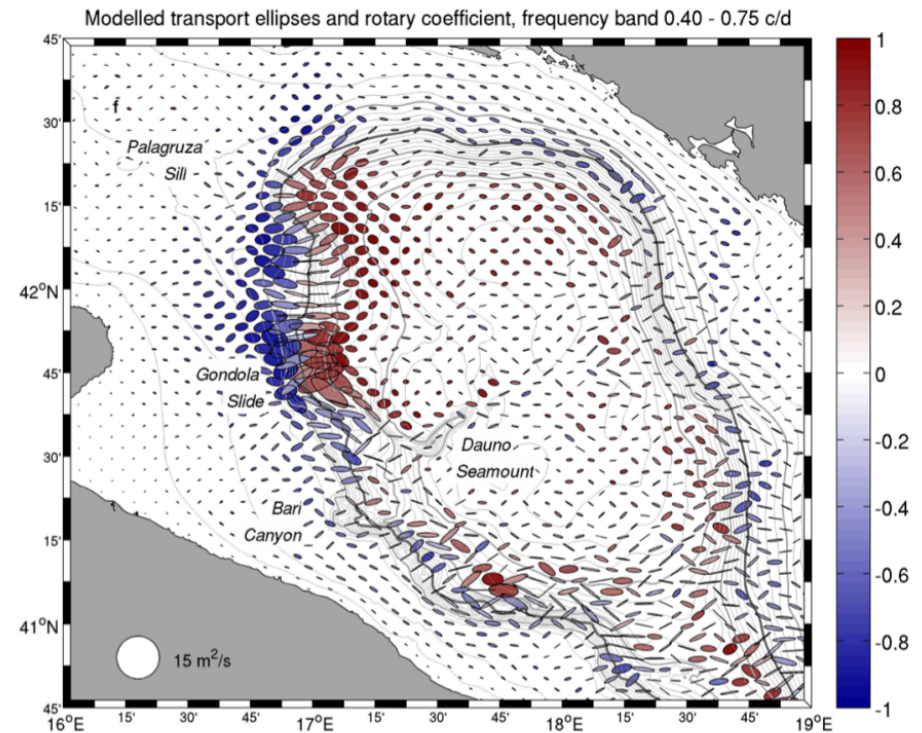 Modelled transport ellipses and rotary coefficient, frequency band 0.40 - 0.75 c/d
45'
30'
15'
42°N
45'
30'
15'
41°N
45'
16°E
15'
30'
45'
17°E
15'
30'
45'
18°E
15'
30'
45'
19°E
f
Palagruza
Sill
Gondola
Slide
Dauno
Seamount
Bari
Canyon
15 m²/s
1
0.8
0.6
0.4
0.2
0
-0.2
-0.4
-0.6
-0.8
-1